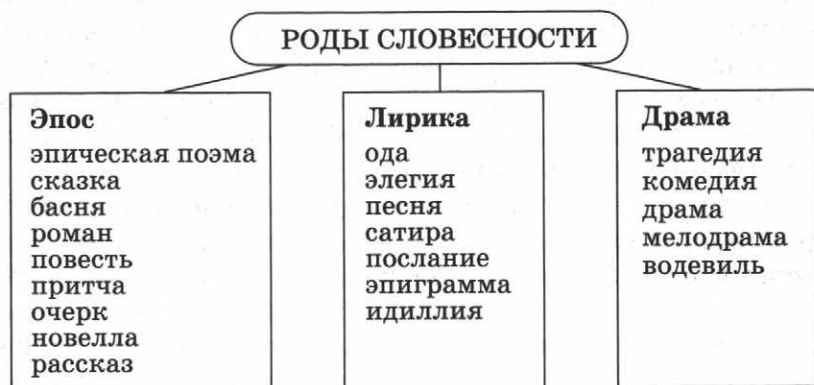 РОДЫ СЛОВЕСНОСТИ
Эпос
эпическая поэма
сказка
басня
роман
повесть
притча
очерк
новелла
рассказ
Лирика
ода
элегия
песня
сатира
послание
эпиграмма
идиллия
Драма
трагедия
комедия
драма
мелодрама
водевиль